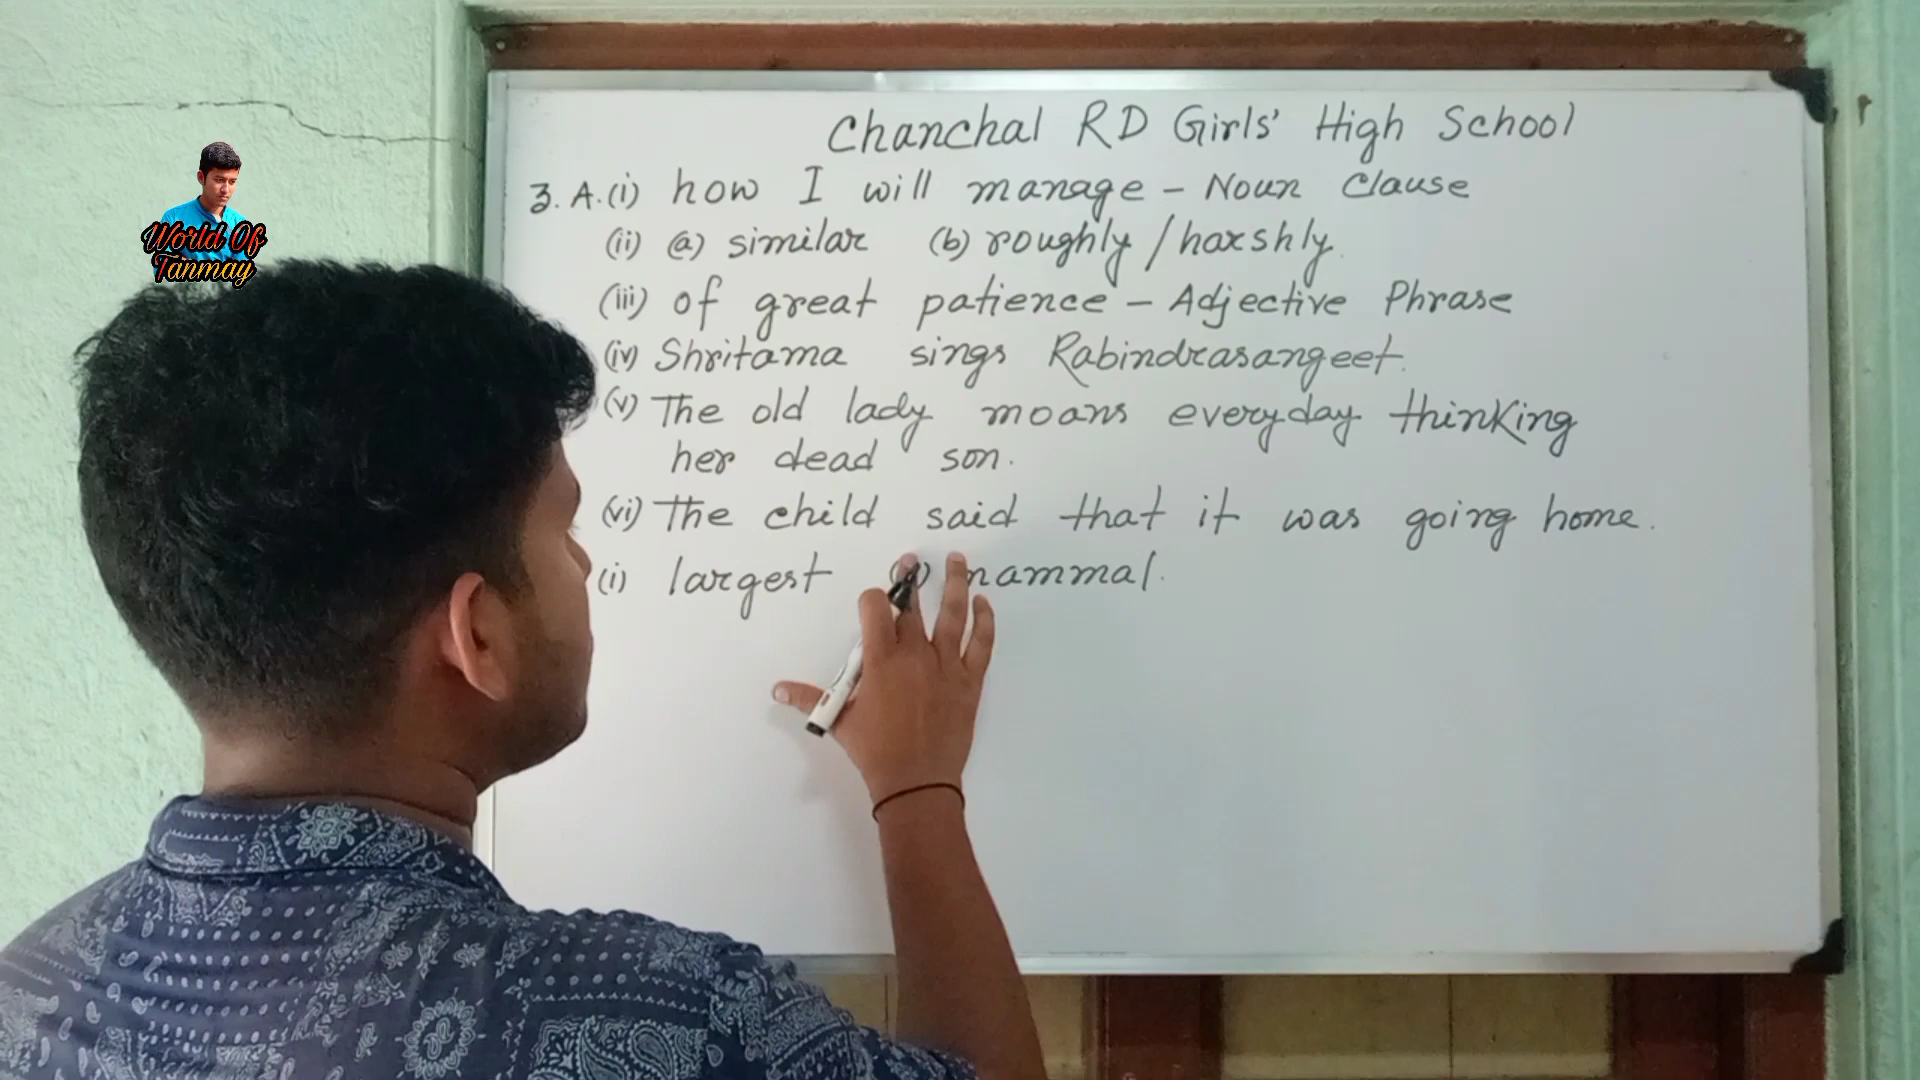 World Of
Tanmay
Chanchal RD Girls' High School
3. A. (i) how I will manage - Noun Clause
(ii) (a) similar (b) roughly / harshly.
(iii) of great patience - Adjective Phrase
(iv) Shritama sings Rabindrasangeet.
(v) The old lady moans everyday thinking
her dead son.
(vi) The child said that it was going home.
(i) largest mammal.